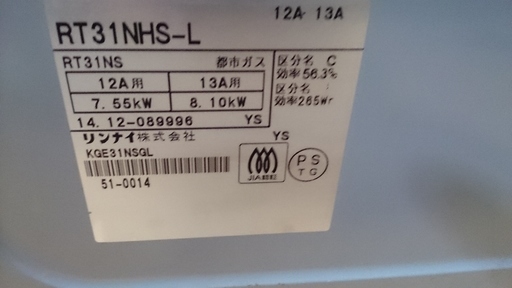 12A・13A
RT31NHS-L
RT31NS 都市ガス
12A用 13A用
7.55kW 8.10kW
区分名 C
効率56.3%
区分名
効率265Wr
14.12-089996 YS
リンナイ株式会社 YS
KGE31NSGL
51-0014
JIA
PS
TG